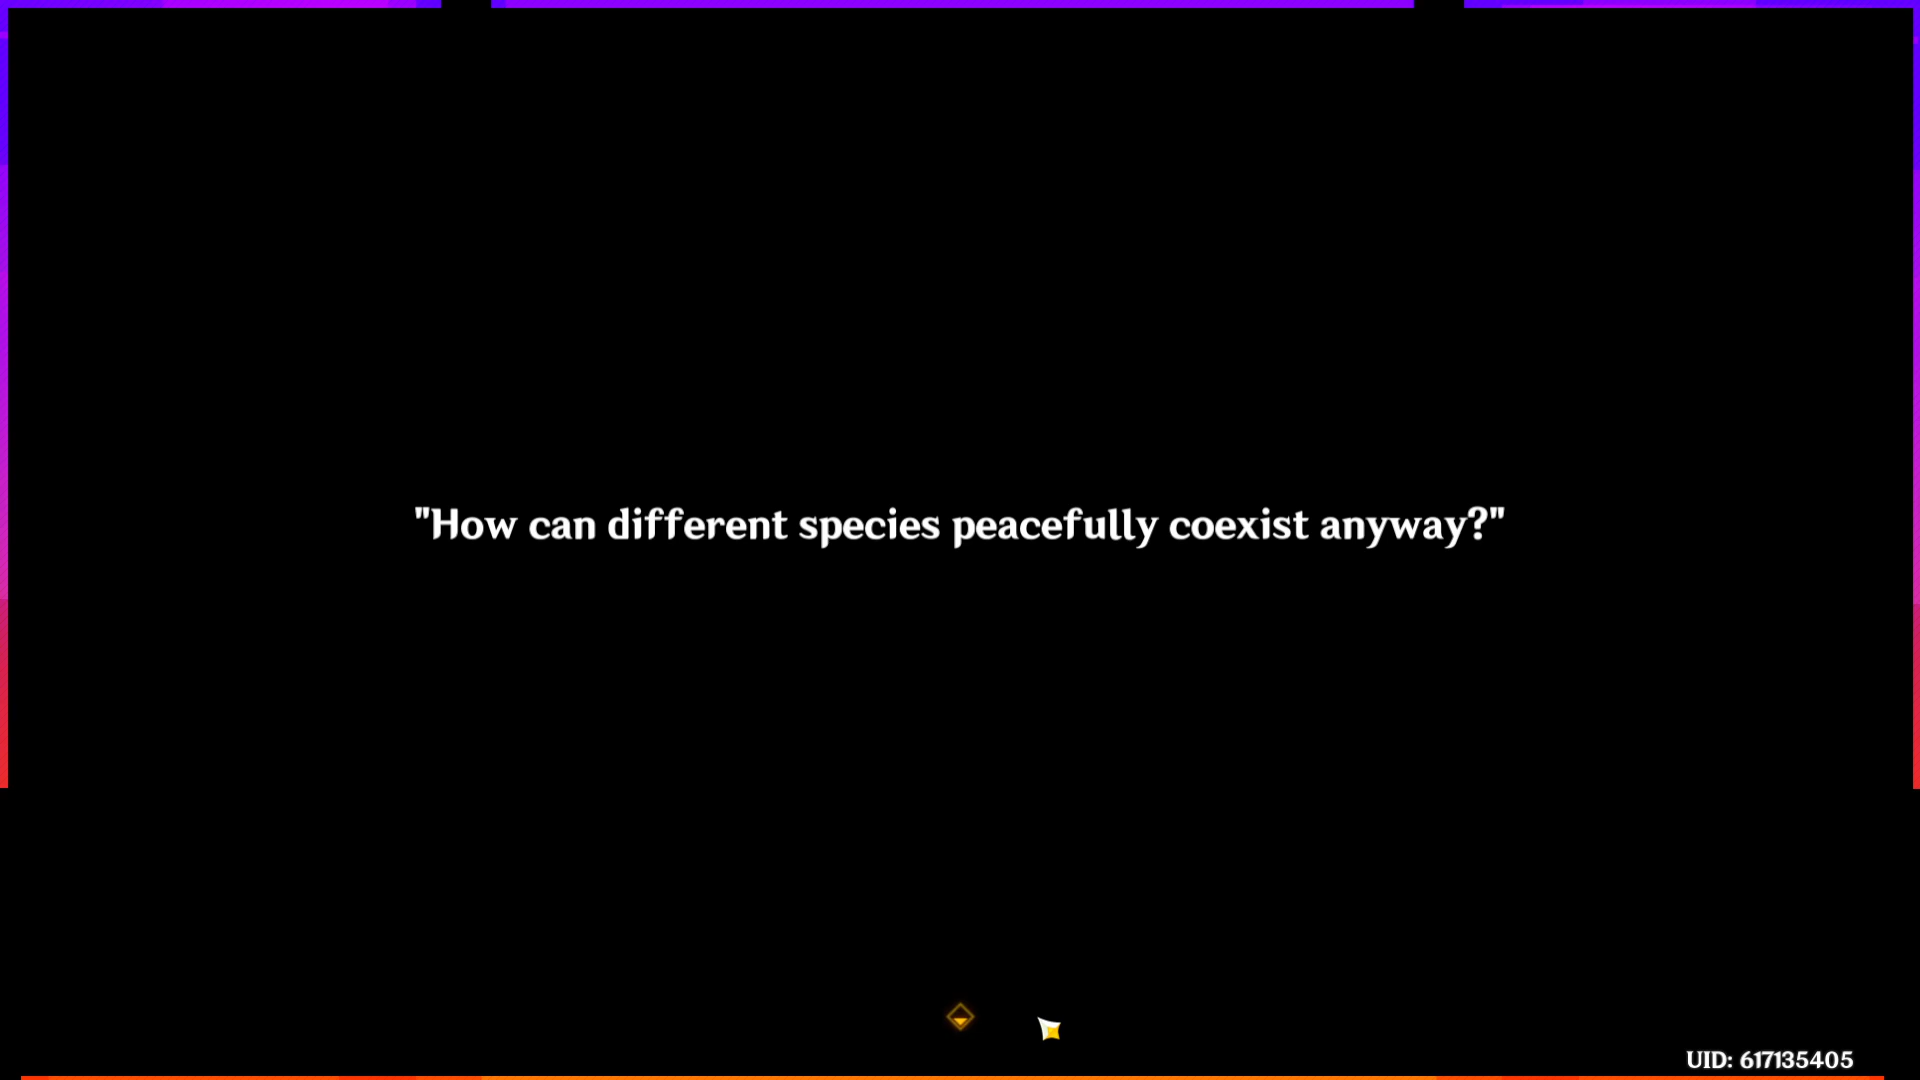 "How can different species peacefully coexist anyway?"
UID: 617135405